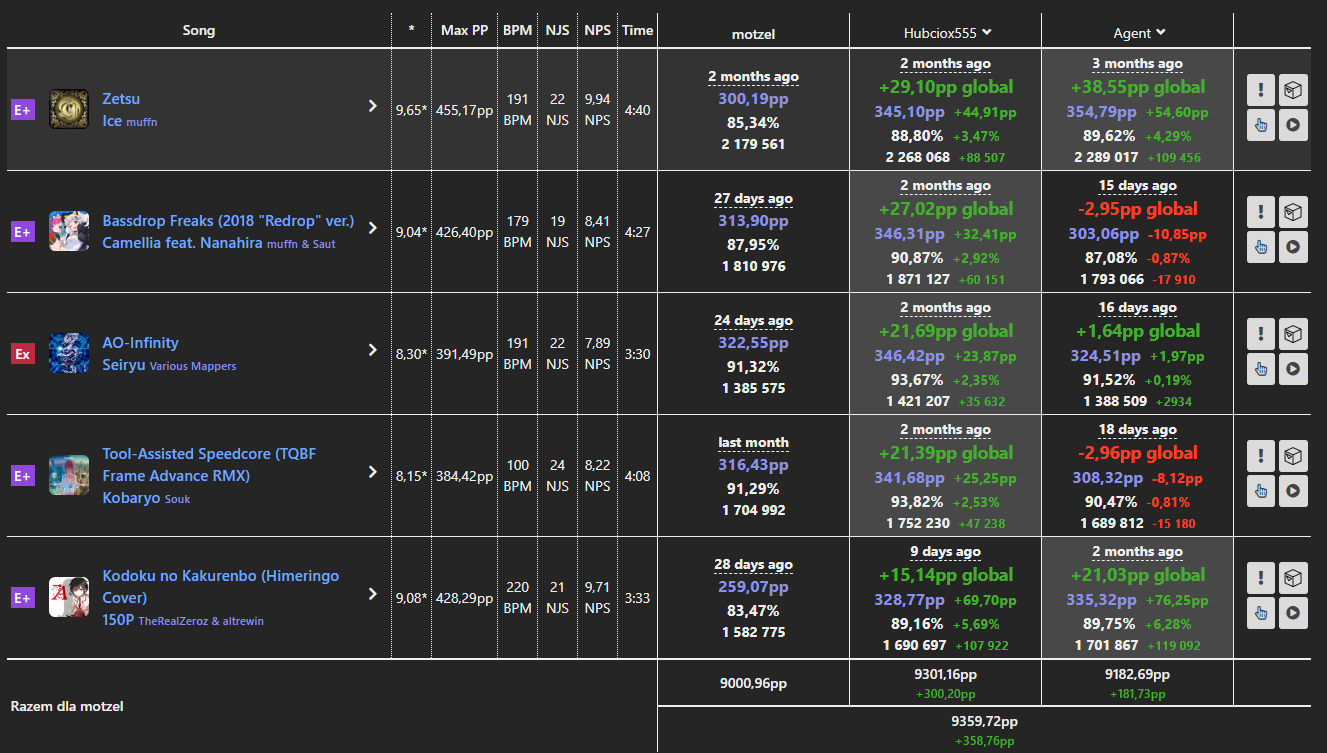 Song * Max PP BPM NJS NPS Time motzel Hubciox555 Agent
E+
Zetsu
Ice muffn
9,65* 455,17pp
191
BPM
22
NJS
9,94
NPS
4:40
2 months ago
300,19pp
85,34%
2 179 561
2 months ago
+29,10pp global
345,10pp +44,91pp
88,80% +3,47%
2 268 068 +88 507
3 months ago
+38,55pp global
354,79pp +54,60pp
89,62% +4,29%
2 289 017 +109 456
E+
Bassdrop Freaks (2018 "Redrop" ver.)
Camellia feat. Nanahira muffn & Saut
9,04* 426,40pp
179
BPM
19
NJS
8,41
NPS
4:27
27 days ago
313,90pp
87,95%
1 810 976
2 months ago
+27,02pp global
346,31pp +32,41pp
90,87% +2,92%
1 871 127 +60 151
15 days ago
-2,95pp global
303,06pp -10,85pp
87,08% -0,87%
1 793 066 -17 910
Ex
AO-Infinity
Seiryu Various Mappers
8,30* 391,49pp
191
BPM
22
NJS
7,89
NPS
3:30
24 days ago
322,55pp
91,32%
1 385 575
2 months ago
+21,69pp global
346,42pp +23,87pp
93,67% +2,35%
1 421 207 +35 632
16 days ago
+1,64pp global
324,51pp +1,97pp
91,52% +0,19%
1 388 509 +2934
E+
Tool-Assisted Speedcore (TQBF
Frame Advance RMX)
Kobaryo Souk
8,15* 384,42pp
100
BPM
24
NJS
8,22
NPS
4:08
last month
316,43pp
91,29%
1 704 992
2 months ago
+21,39pp global
341,68pp +25,25pp
93,82% +2,53%
1 752 230 +47 238
18 days ago
-2,96pp global
308,32pp -8,12pp
90,47% -0,81%
1 689 812 -15 180
E+
Kodoku no Kakurenbo (Himeringo
Cover)
150P TheRealZeroz & altrewin
9,08* 428,29pp
220
BPM
21
NJS
9,71
NPS
3:33
28 days ago
259,07pp
83,47%
1 582 775
9 days ago
+15,14pp global
328,77pp +69,70pp
89,16% +5,69%
1 690 697 +107 922
2 months ago
+21,03pp global
335,32pp +76,25pp
89,75% +6,28%
1 701 867 +119 092
Razem dla motzel
9000,96pp
9301,16pp
+300,20pp
9182,69pp
+181,73pp
9359,72pp
+358,76pp